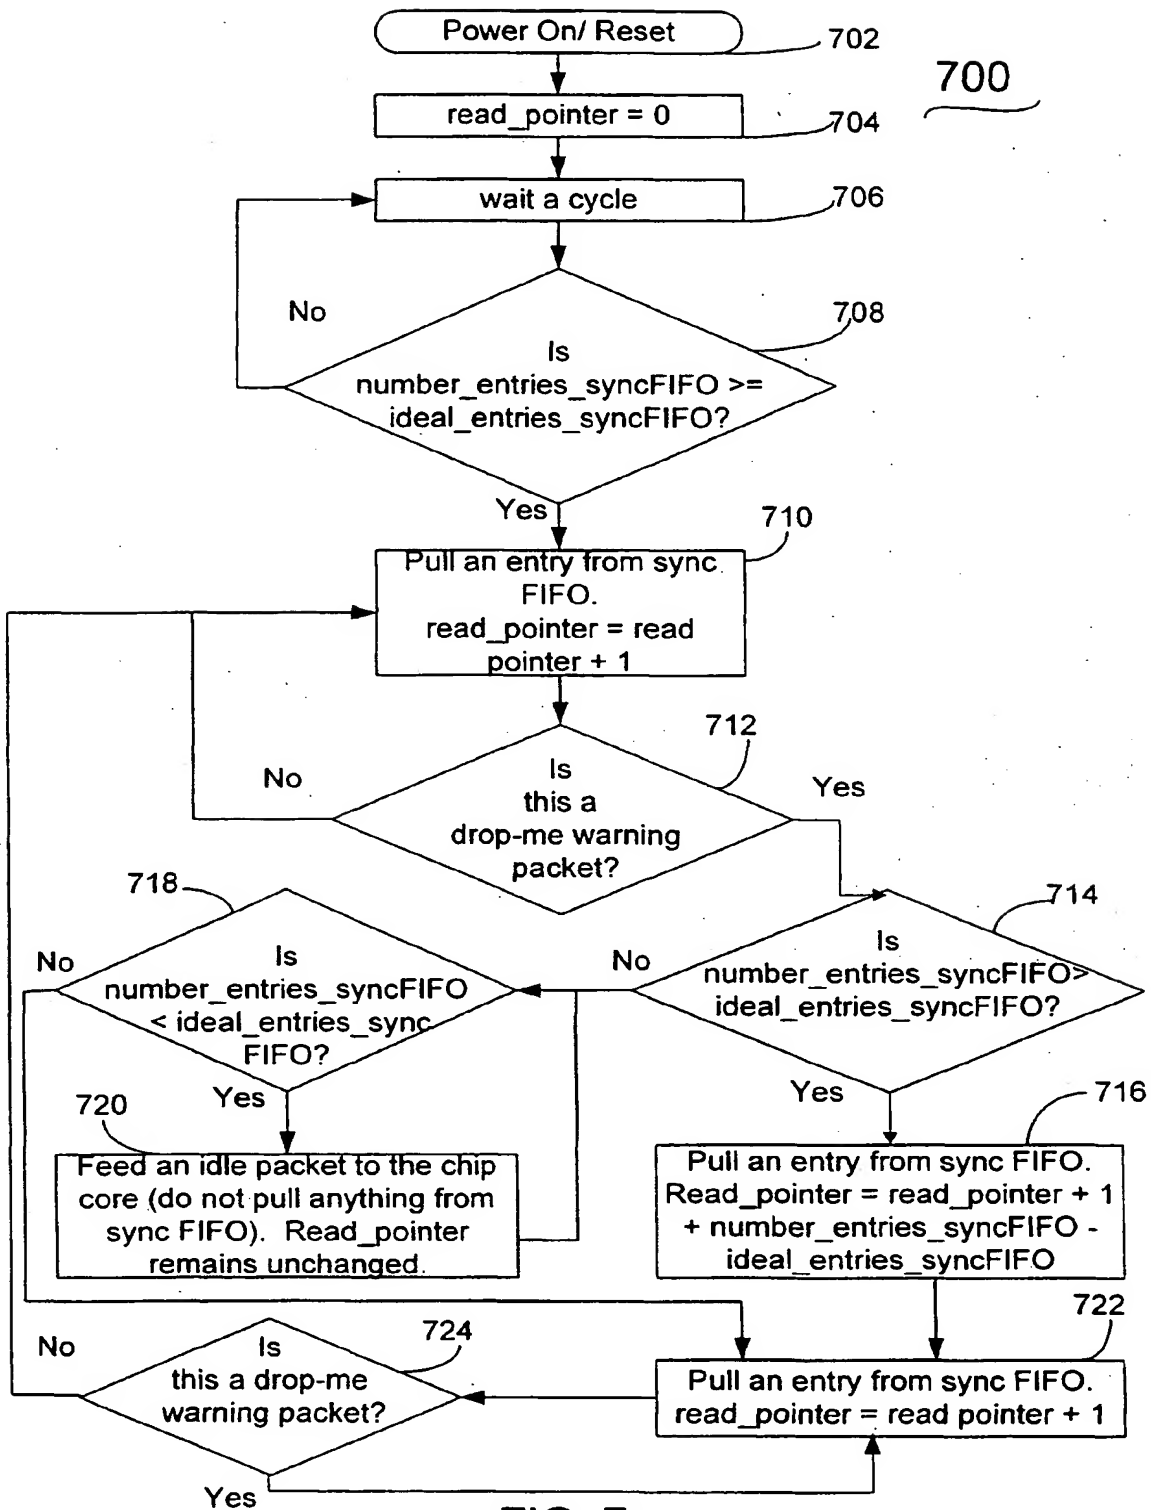 Power On/ Reset
702
700
read_pointer = 0
704
wait a cycle
706
No
708
Is
number_entries_syncFIFO >=
ideal_entries_syncFIFO?
Yes
710
Pull an entry from sync
FIFO.
read_pointer = read
pointer + 1
712
No
Is
this a
drop-me warning
packet?
Yes
718
714
No
Is
number_entries_syncFIFO
< ideal_entries_sync
FIFO?
No
Is
number_entries_syncFIFO>
ideal_entries_syncFIFO?
Yes
Yes
720
716
Feed an idle packet to the chip
core (do not pull anything from
sync FIFO). Read_pointer
remains unchanged.
Pull an entry from sync FIFO.
Read_pointer = read_pointer + 1
+ number_entries_syncFIFO -
ideal_entries_syncFIFO
722
No
724
Is
this a drop-me
warning packet?
Pull an entry from sync FIFO.
read_pointer = read pointer + 1
Yes